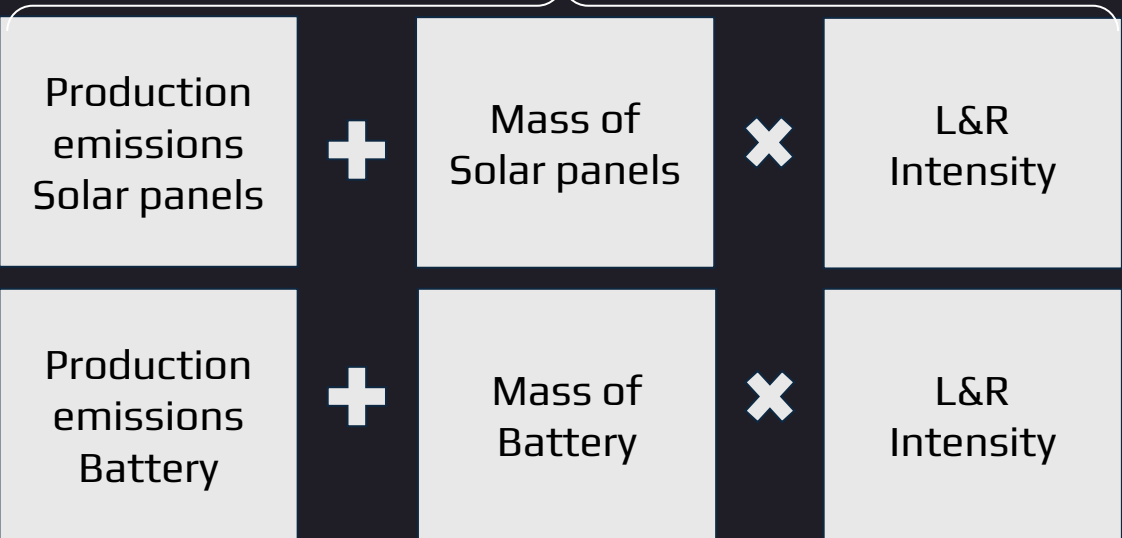 Production
emissions
Solar panels
Mass of
Solar panels
L&R
Intensity
Production
emissions
Battery
Mass of
Battery
L&R
Intensity